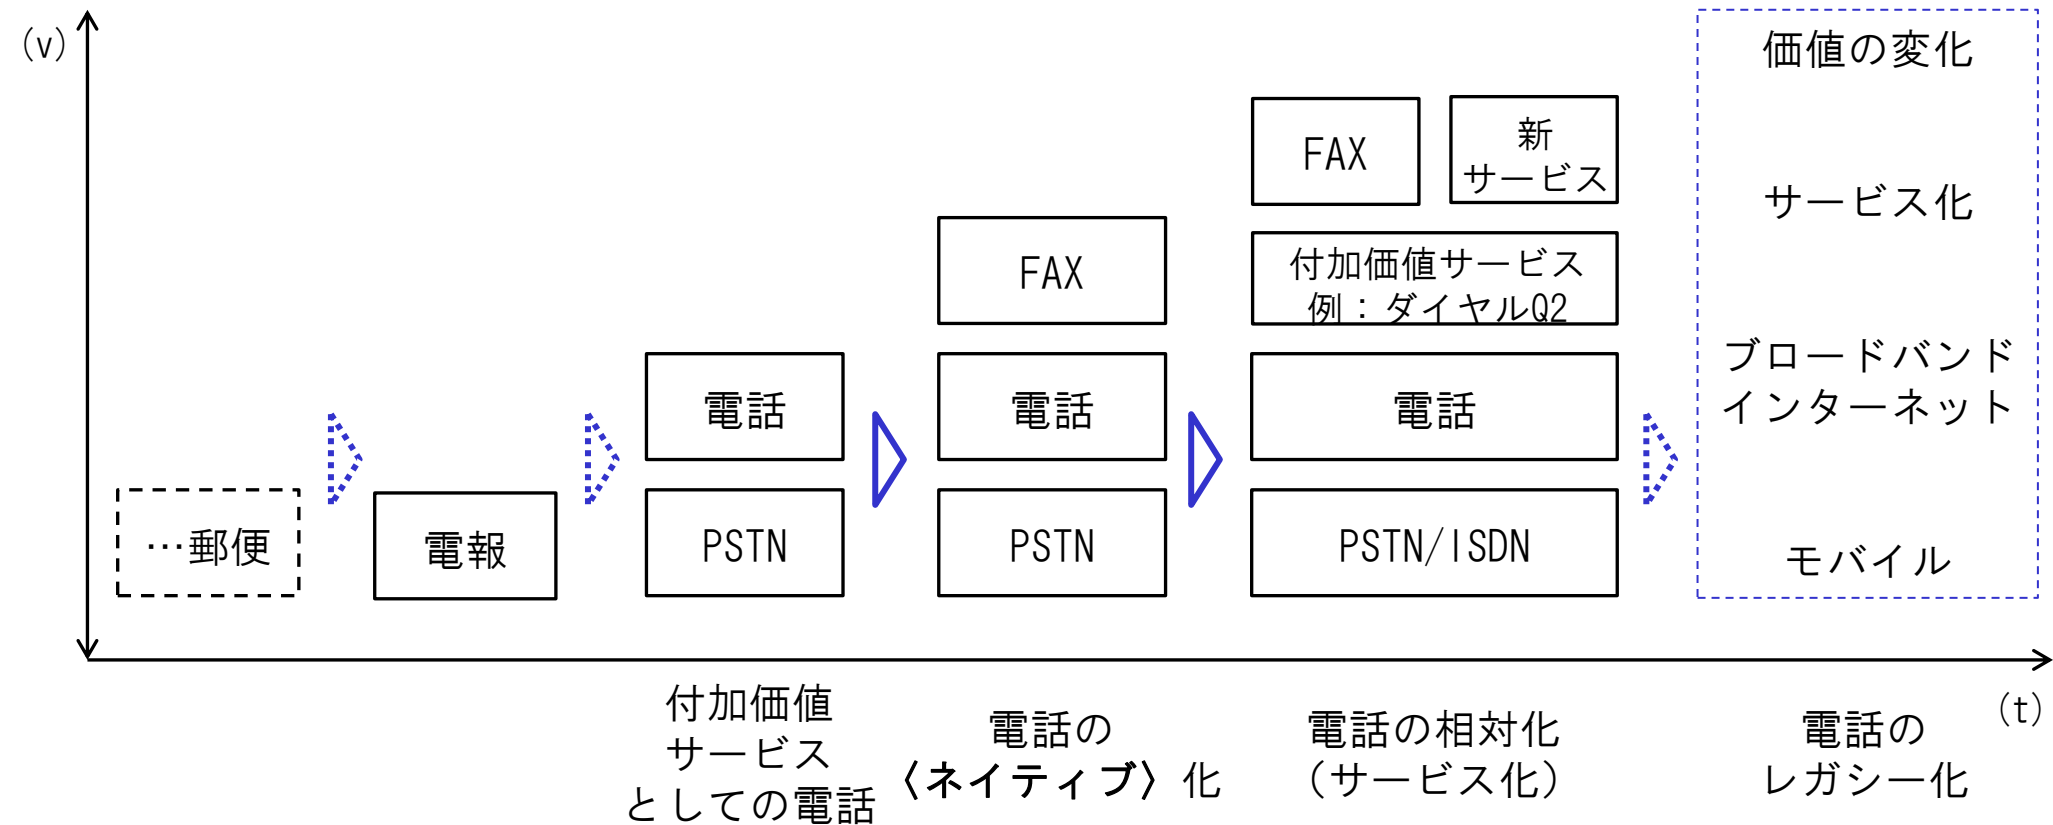 (v)
…郵便
電報
電話
PSTN
FAX
電話
PSTN
FAX
新
サービス
付加価値サービス
例：ダイヤルQ2
電話
PSTN/ISDN
価値の変化
サービス化
ブロードバンド
インターネット
モバイル
(t)
付加価値
サービス
としての電話
電話の
〈ネイティブ〉化
電話の相対化
（サービス化）
電話の
レガシー化